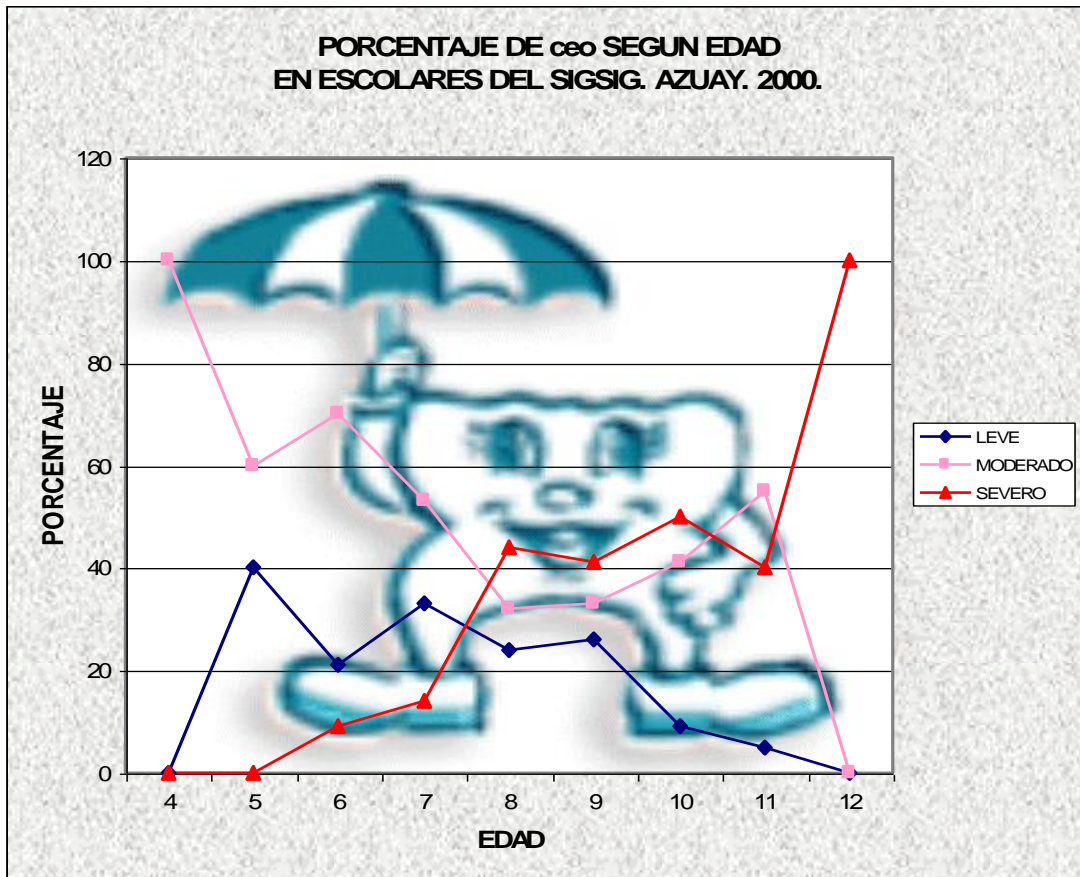 PORCENTAJE DE ceo SEGUN EDAD
EN ESCOLARES DEL SIGSIG. AZUAY. 2000.
120
100
80
60
40
20
0
PORCENTAJE
4 5 6 7 8 9 10 11 12
EDAD
LEVE
MODERADO
SEVERO